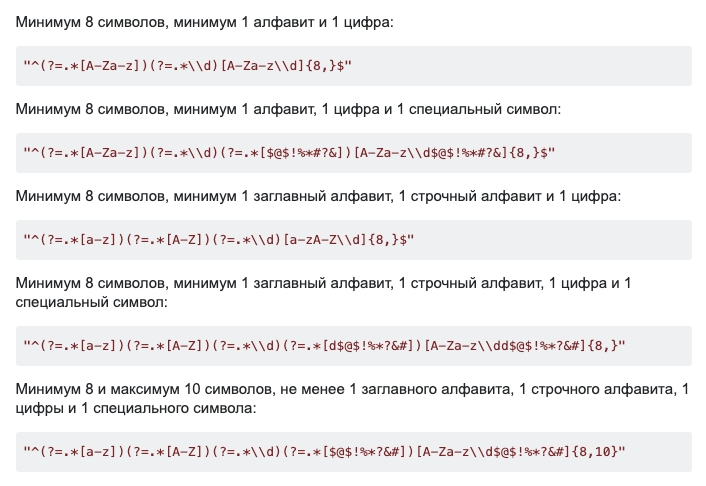 Минимум 8 символов, минимум 1 алфавит и 1 цифра:
"^(?=.*[A-Za-z])(?=.*\\d)[A-Za-z\\d]{8,}$"
Минимум 8 символов, минимум 1 алфавит, 1 цифра и 1 специальный символ:
"^(?=.*[A-Za-z])(?=.*\\d)(?=.*[$@$!%*#?&])[A-Za-z\\d$@$!%*#?&]{8,}$"
Минимум 8 символов, минимум 1 заглавный алфавит, 1 строчный алфавит и 1 цифра:
"^(?=.*[a-z])(?=.*[A-Z])(?=.*\\d)[a-zA-Z\\d]{8,}$"
Минимум 8 символов, минимум 1 заглавный алфавит, 1 строчный алфавит, 1 цифра и 1
специальный символ:
"^(?=.*[a-z])(?=.*[A-Z])(?=.*\\d)(?=.*[d$@$!%*?&#])[A-Za-z\\dd$@$!%*?&#]{8,}"
Минимум 8 и максимум 10 символов, не менее 1 заглавного алфавита, 1 строчного алфавита, 1
цифры и 1 специального символа:
"^(?=.*[a-z])(?=.*[A-Z])(?=.*\\d)(?=.*[$@$!%*?&#])[A-Za-z\\d$@$!%*?&#]{8,10}"